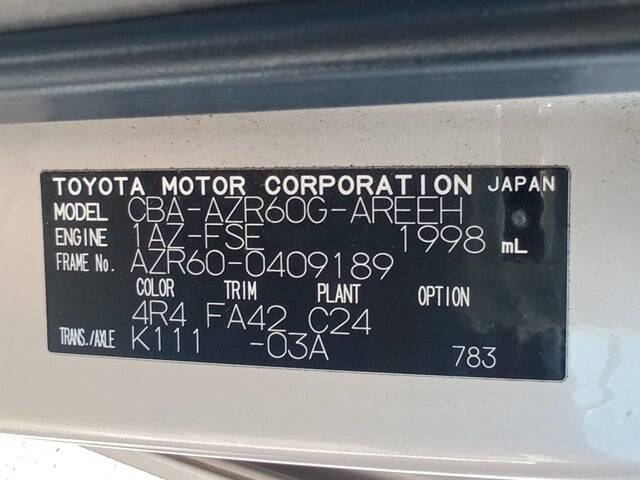 TOYOTA MOTOR CORPORATION JAPAN
MODEL CBA-AZR60G-AREEH
ENGINE 1AZ-FSE 1998 mL
FRAME No. AZR60-0409189
COLOR TRIM PLANT OPTION
4R4 FA42 C24
TRANS./AXLE K111 -03A 783